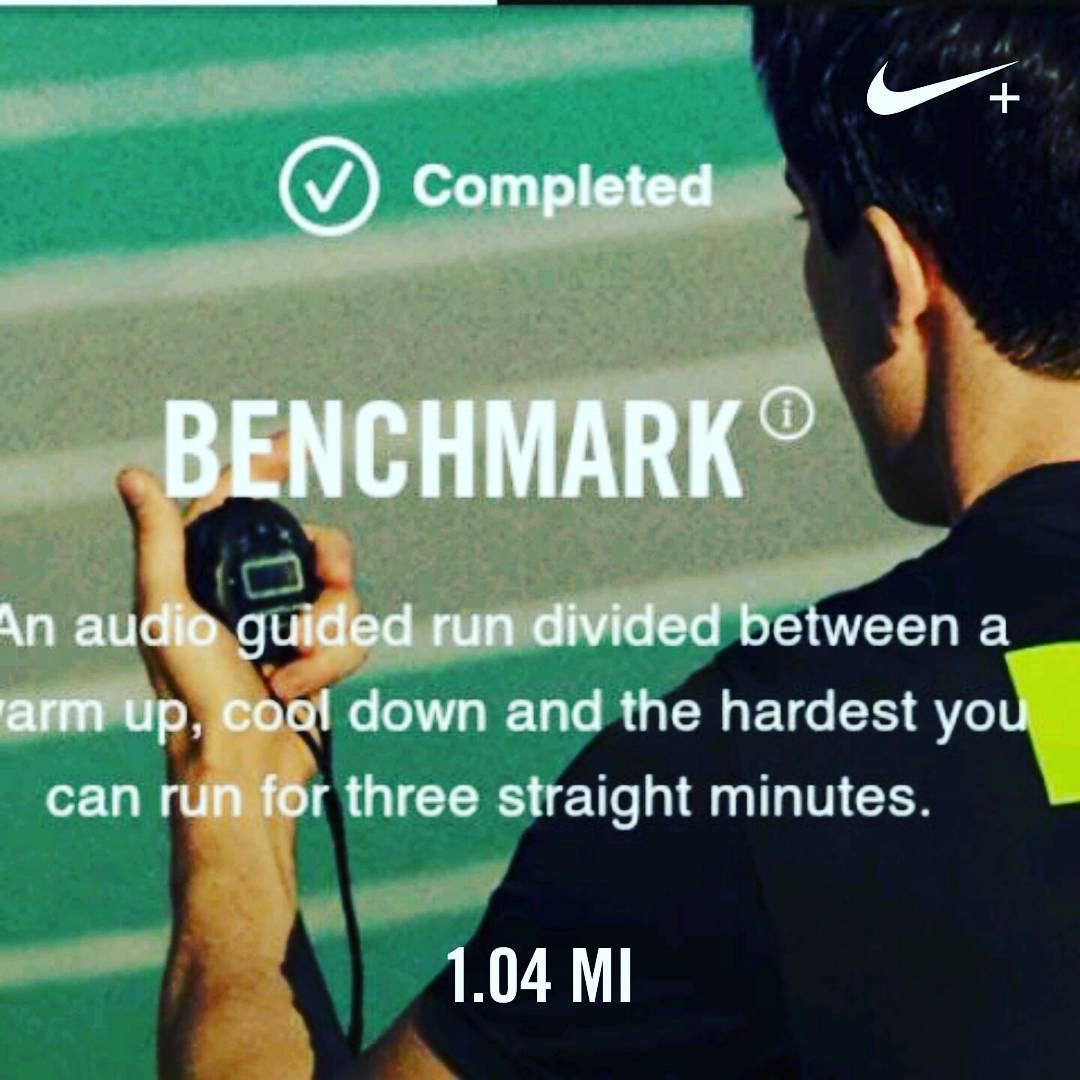 +
Completed
BENCHMARK i
An audio guided run divided between a
arm up, cool down and the hardest you
can run for three straight minutes.
1.04 MI